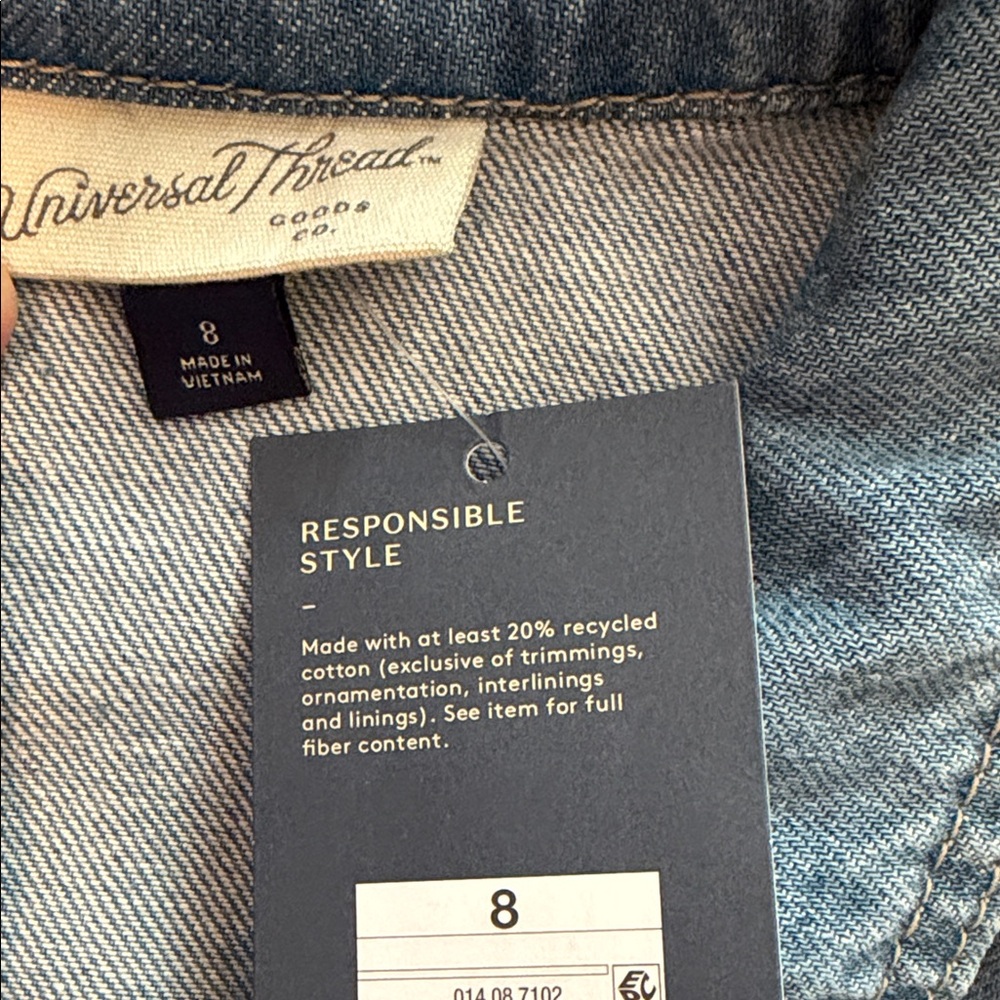 Universal Thread™
GOODS
CO.
8
MADE IN
VIETNAM
RESPONSIBLE
STYLE
–
Made with at least 20% recycled
cotton (exclusive of trimmings,
ornamentation, interlinings
and linings). See item for full
fiber content.
8
014 08 7102